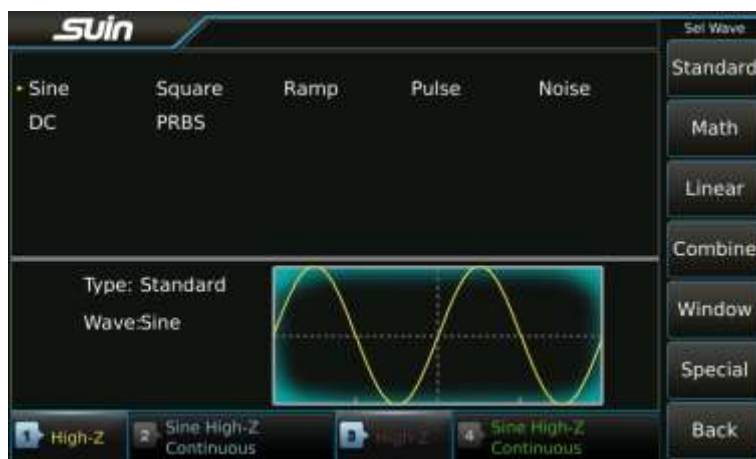 SUIN
Sel Wave
Sine Square Ramp Pulse Noise
DC PRBS
Standard
Math
Linear
Combine
Window
Special
Back
Type: Standard
Wave:Sine
1 High-Z
2 Sine High-Z
Continuous
3 High-Z
4 Sine High-Z
Continuous